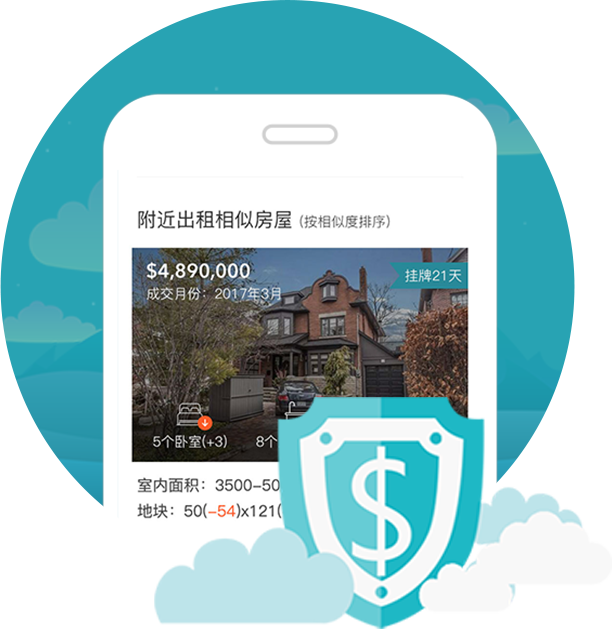 附近出租相似房屋 (按相似度排序)
$4,890,000
挂牌21天
成交月份：2017年3月
5个卧室(+3)
8个
室内面积：3500-50
地块：50(-54)x121(
$